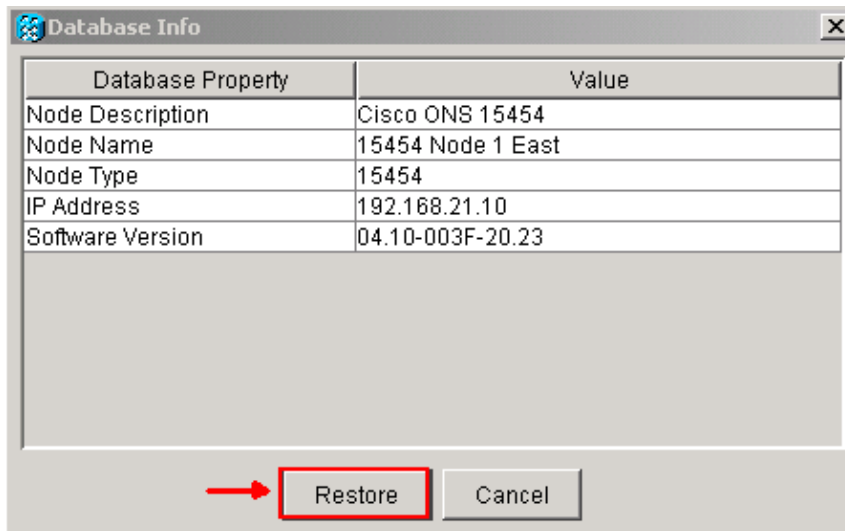 Database Info
Database Property Value
Node Description Cisco ONS 15454
Node Name 15454 Node 1 East
Node Type 15454
IP Address 192.168.21.10
Software Version 04.10-003F-20.23
Restore Cancel